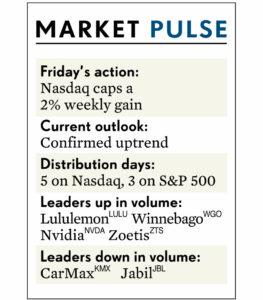 MARKET PULSE
Friday's action:
Nasdaq caps a
2% weekly gain
Current outlook:
Confirmed uptrend
Distribution days:
5 on Nasdaq, 3 on S&P 500
Leaders up in volume:
Lululemon LULU Winnebago WGO
Nvidia NVDA Zoetis ZTS
Leaders down in volume:
CarMax KMX Jabil JBL